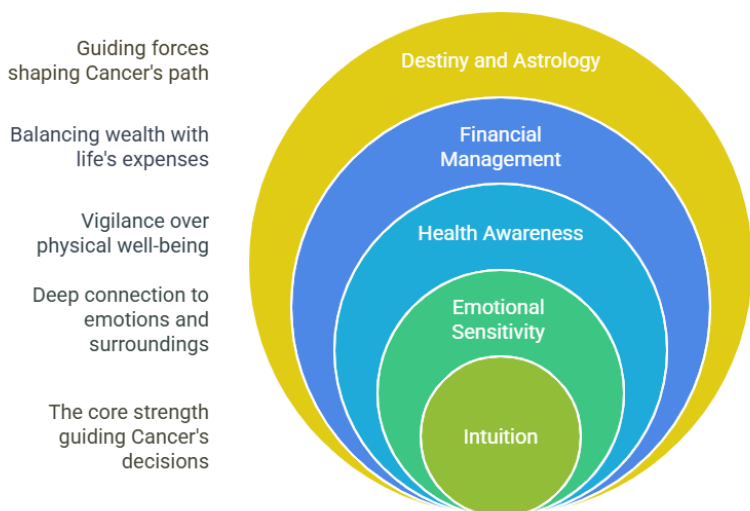 Guiding forces
shaping Cancer's path
Destiny and Astrology
Balancing wealth with
life's expenses
Financial
Management
Vigilance over
physical well-being
Health Awareness
Deep connection to
emotions and
surroundings
Emotional
Sensitivity
The core strength
guiding Cancer's
decisions
Intuition